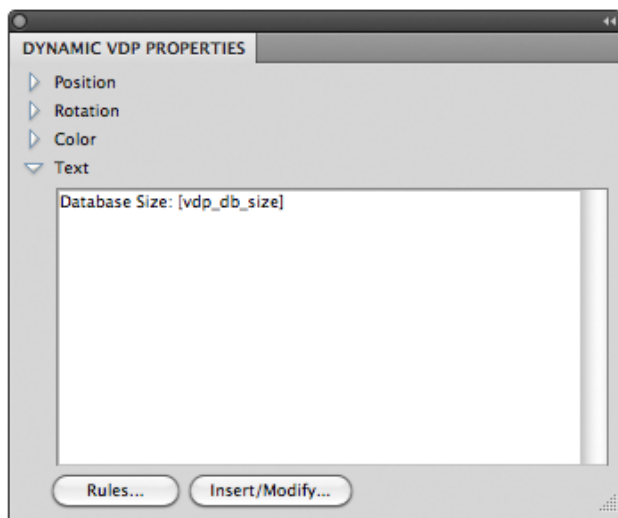 DYNAMIC VDP PROPERTIES
Position
Rotation
Color
Text
Database Size: [vdp_db_size]
Rules... Insert/Modify...